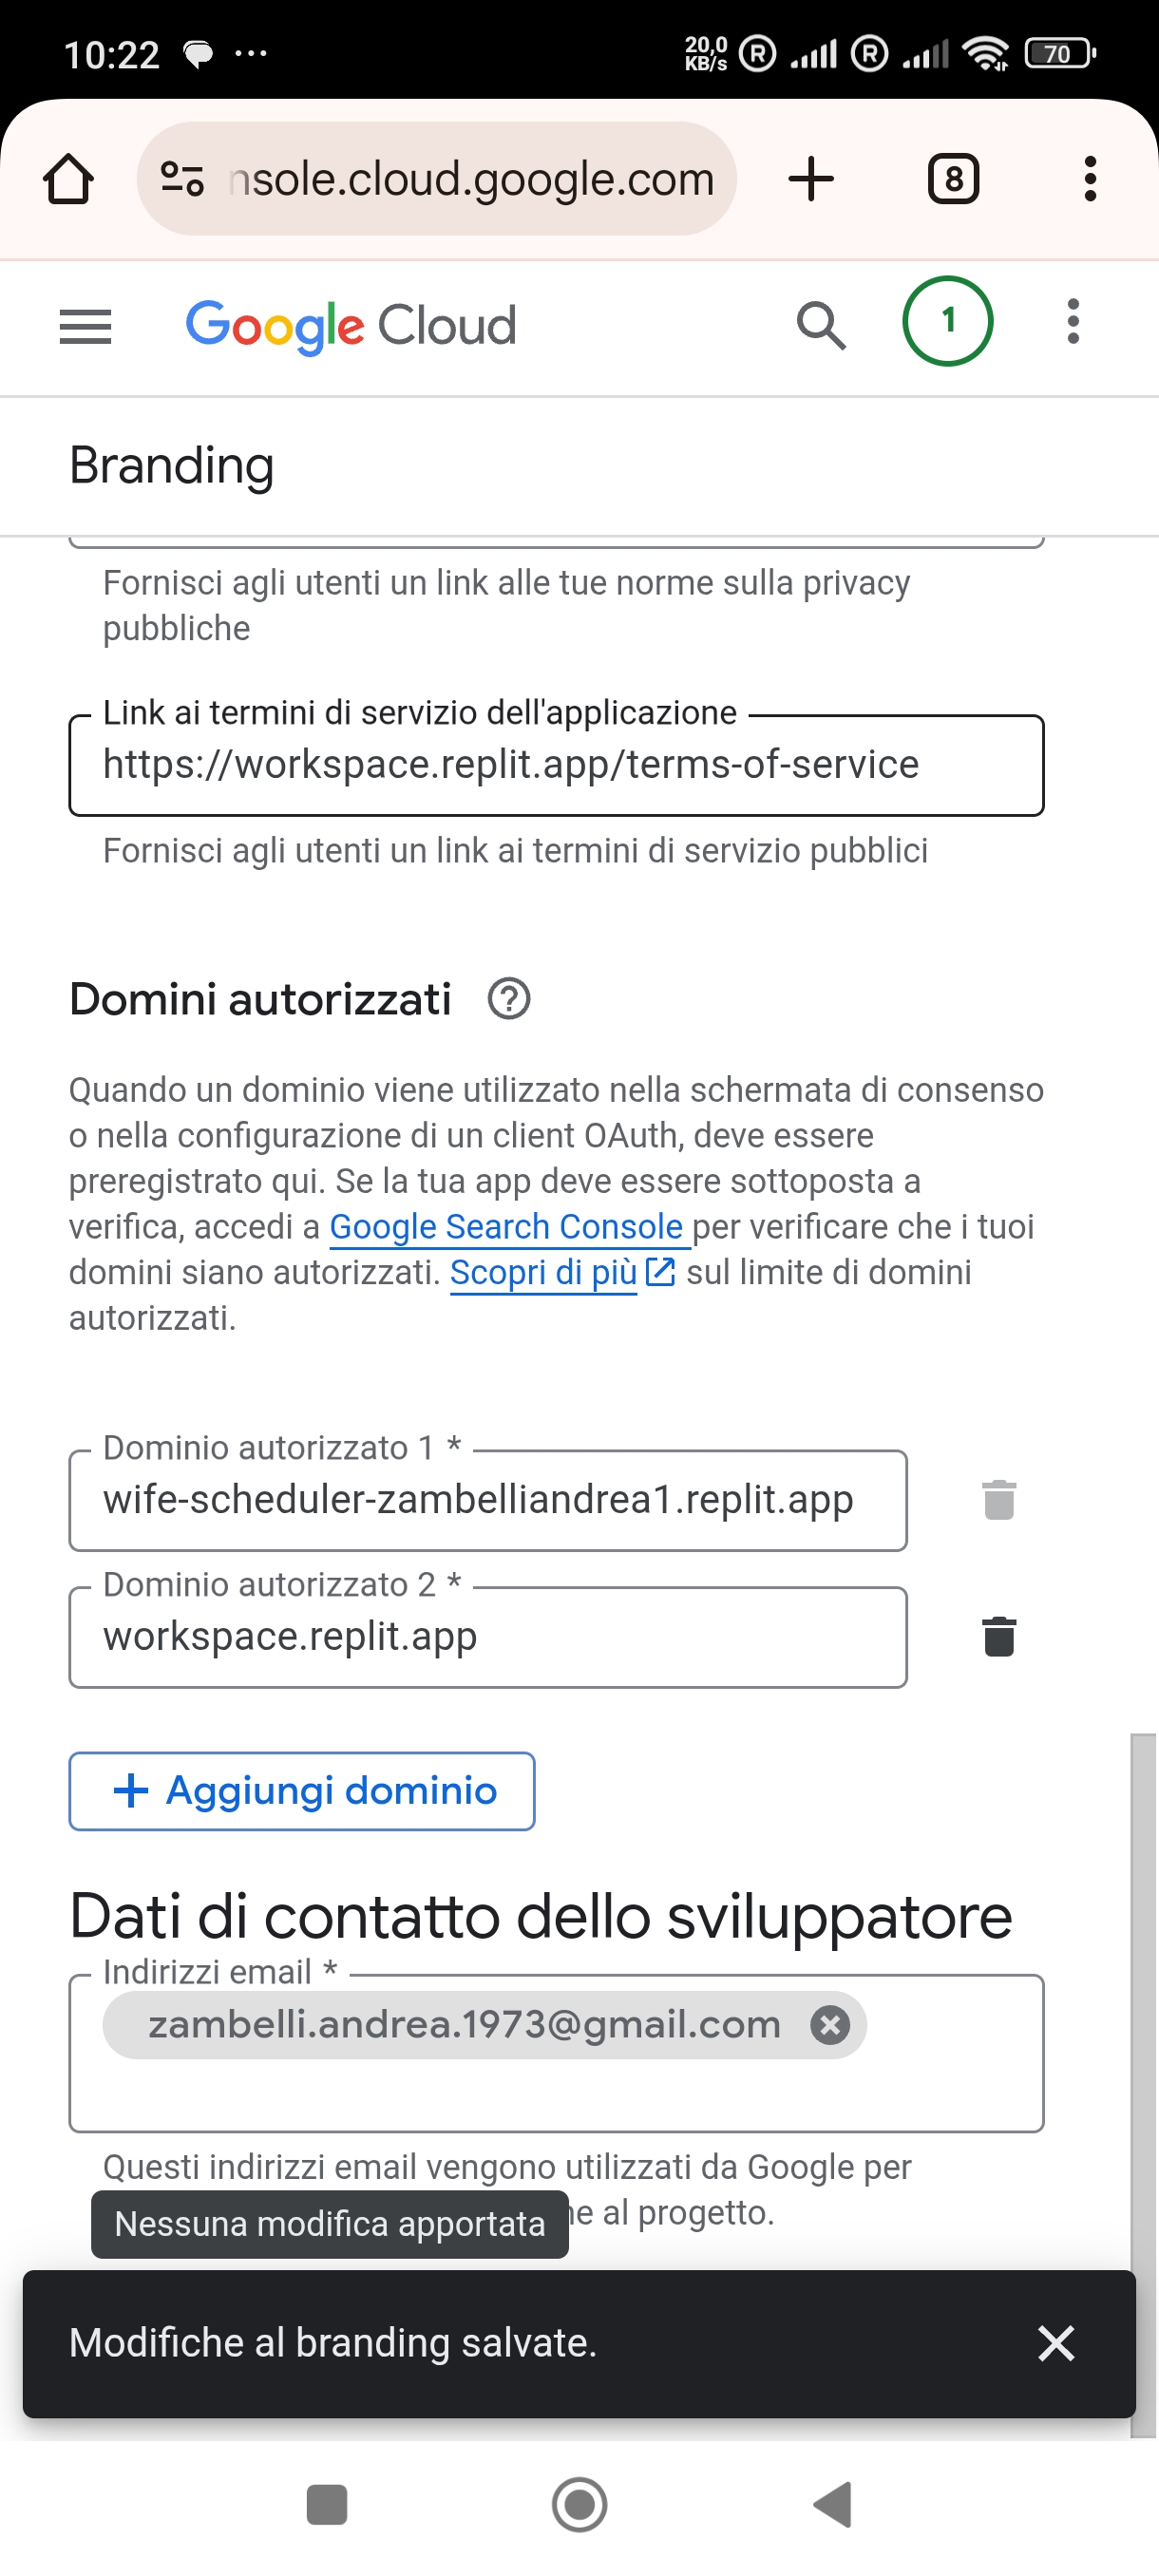 10:22
20,0
KB/s
R
R
70
nsole.cloud.google.com
8
Google Cloud
1
Branding
Fornisci agli utenti un link alle tue norme sulla privacy
pubbliche
Link ai termini di servizio dell'applicazione
https://workspace.replit.app/terms-of-service
Fornisci agli utenti un link ai termini di servizio pubblici
Domini autorizzati
Quando un dominio viene utilizzato nella schermata di consenso
o nella configurazione di un client OAuth, deve essere
preregistrato qui. Se la tua app deve essere sottoposta a
verifica, accedi a Google Search Console per verificare che i tuoi
domini siano autorizzati. Scopri di più sul limite di domini
autorizzati.
Dominio autorizzato 1 *
wife-scheduler-zambelliandrea1.replit.app
Dominio autorizzato 2 *
workspace.replit.app
+ Aggiungi dominio
Dati di contatto dello sviluppatore
Indirizzi email *
zambelli.andrea.1973@gmail.com
Questi indirizzi email vengono utilizzati da Google per
al progetto.
Nessuna modifica apportata
Modifiche al branding salvate.